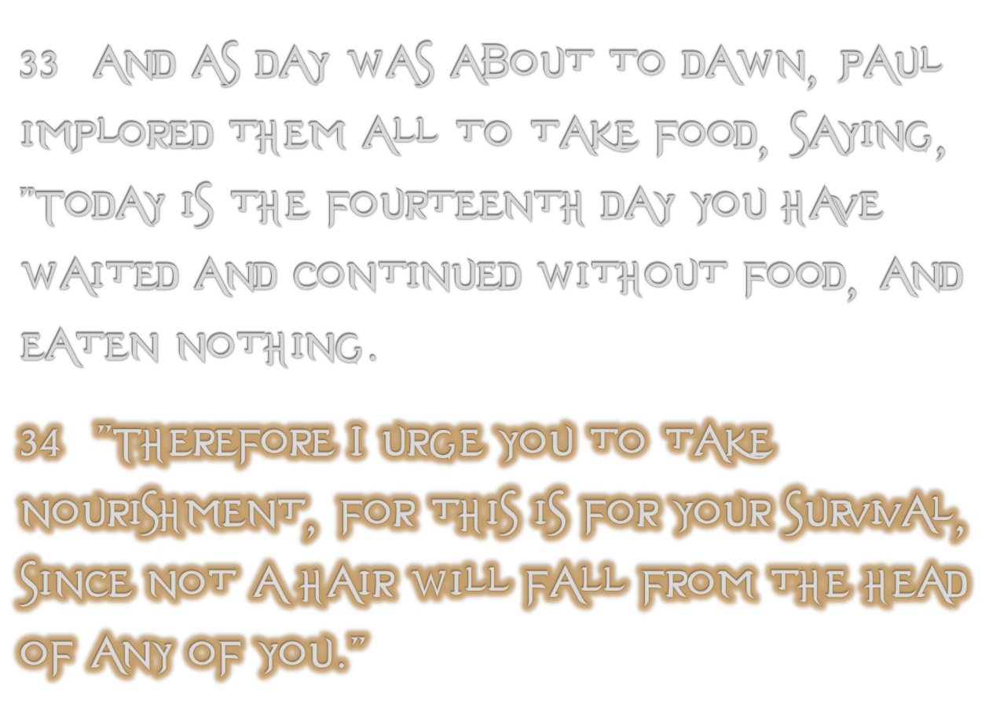 33 And as day was about to dawn, Paul
implored them all to take food, saying,
"Today is the fourteenth day you have
waited and continued without food, and
eaten nothing.
34 "Therefore I urge you to take
nourishment, for this is for your survival,
since not a hair will fall from the head
of any of you."